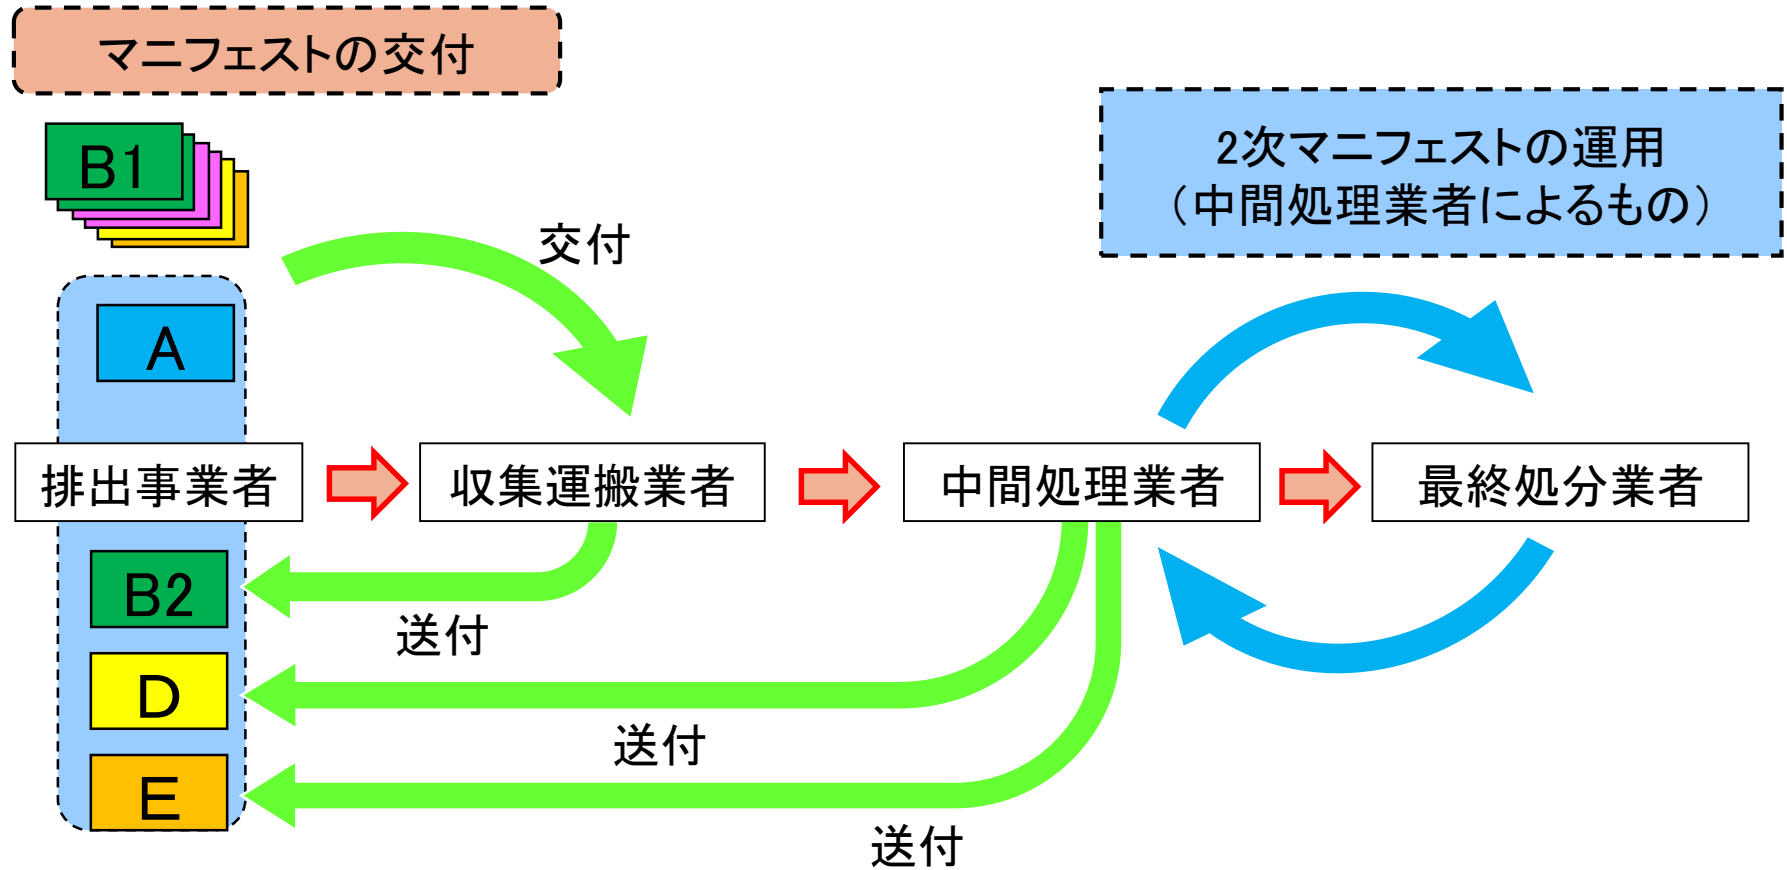 マニフェストの交付
2次マニフェストの運用
（中間処理業者によるもの）
B1
交付
A
排出事業者
収集運搬業者
中間処理業者
最終処分業者
B2
送付
D
送付
E
送付